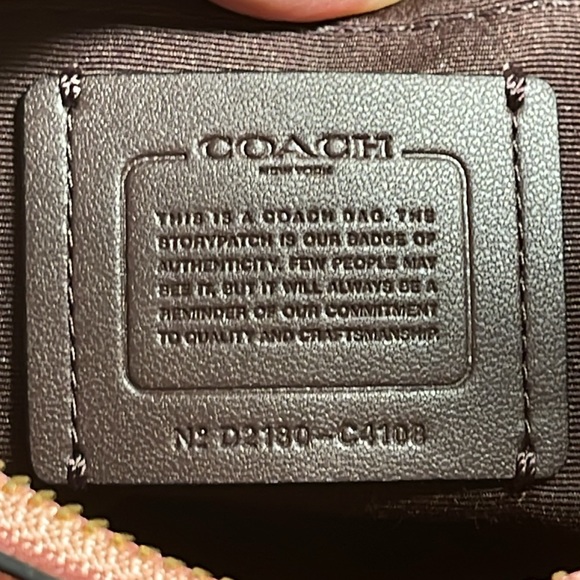 COACH
NEW YORK
THIS IS A COACH BAG. THE
STORYPATCH IS OUR BADGE OF
AUTHENTICITY. FEW PEOPLE MAY
SEE IT, BUT IT WILL ALWAYS BE A
REMINDER OF OUR COMMITMENT
TO QUALITY AND CRAFTSMANSHIP
Nº D2180-C4108